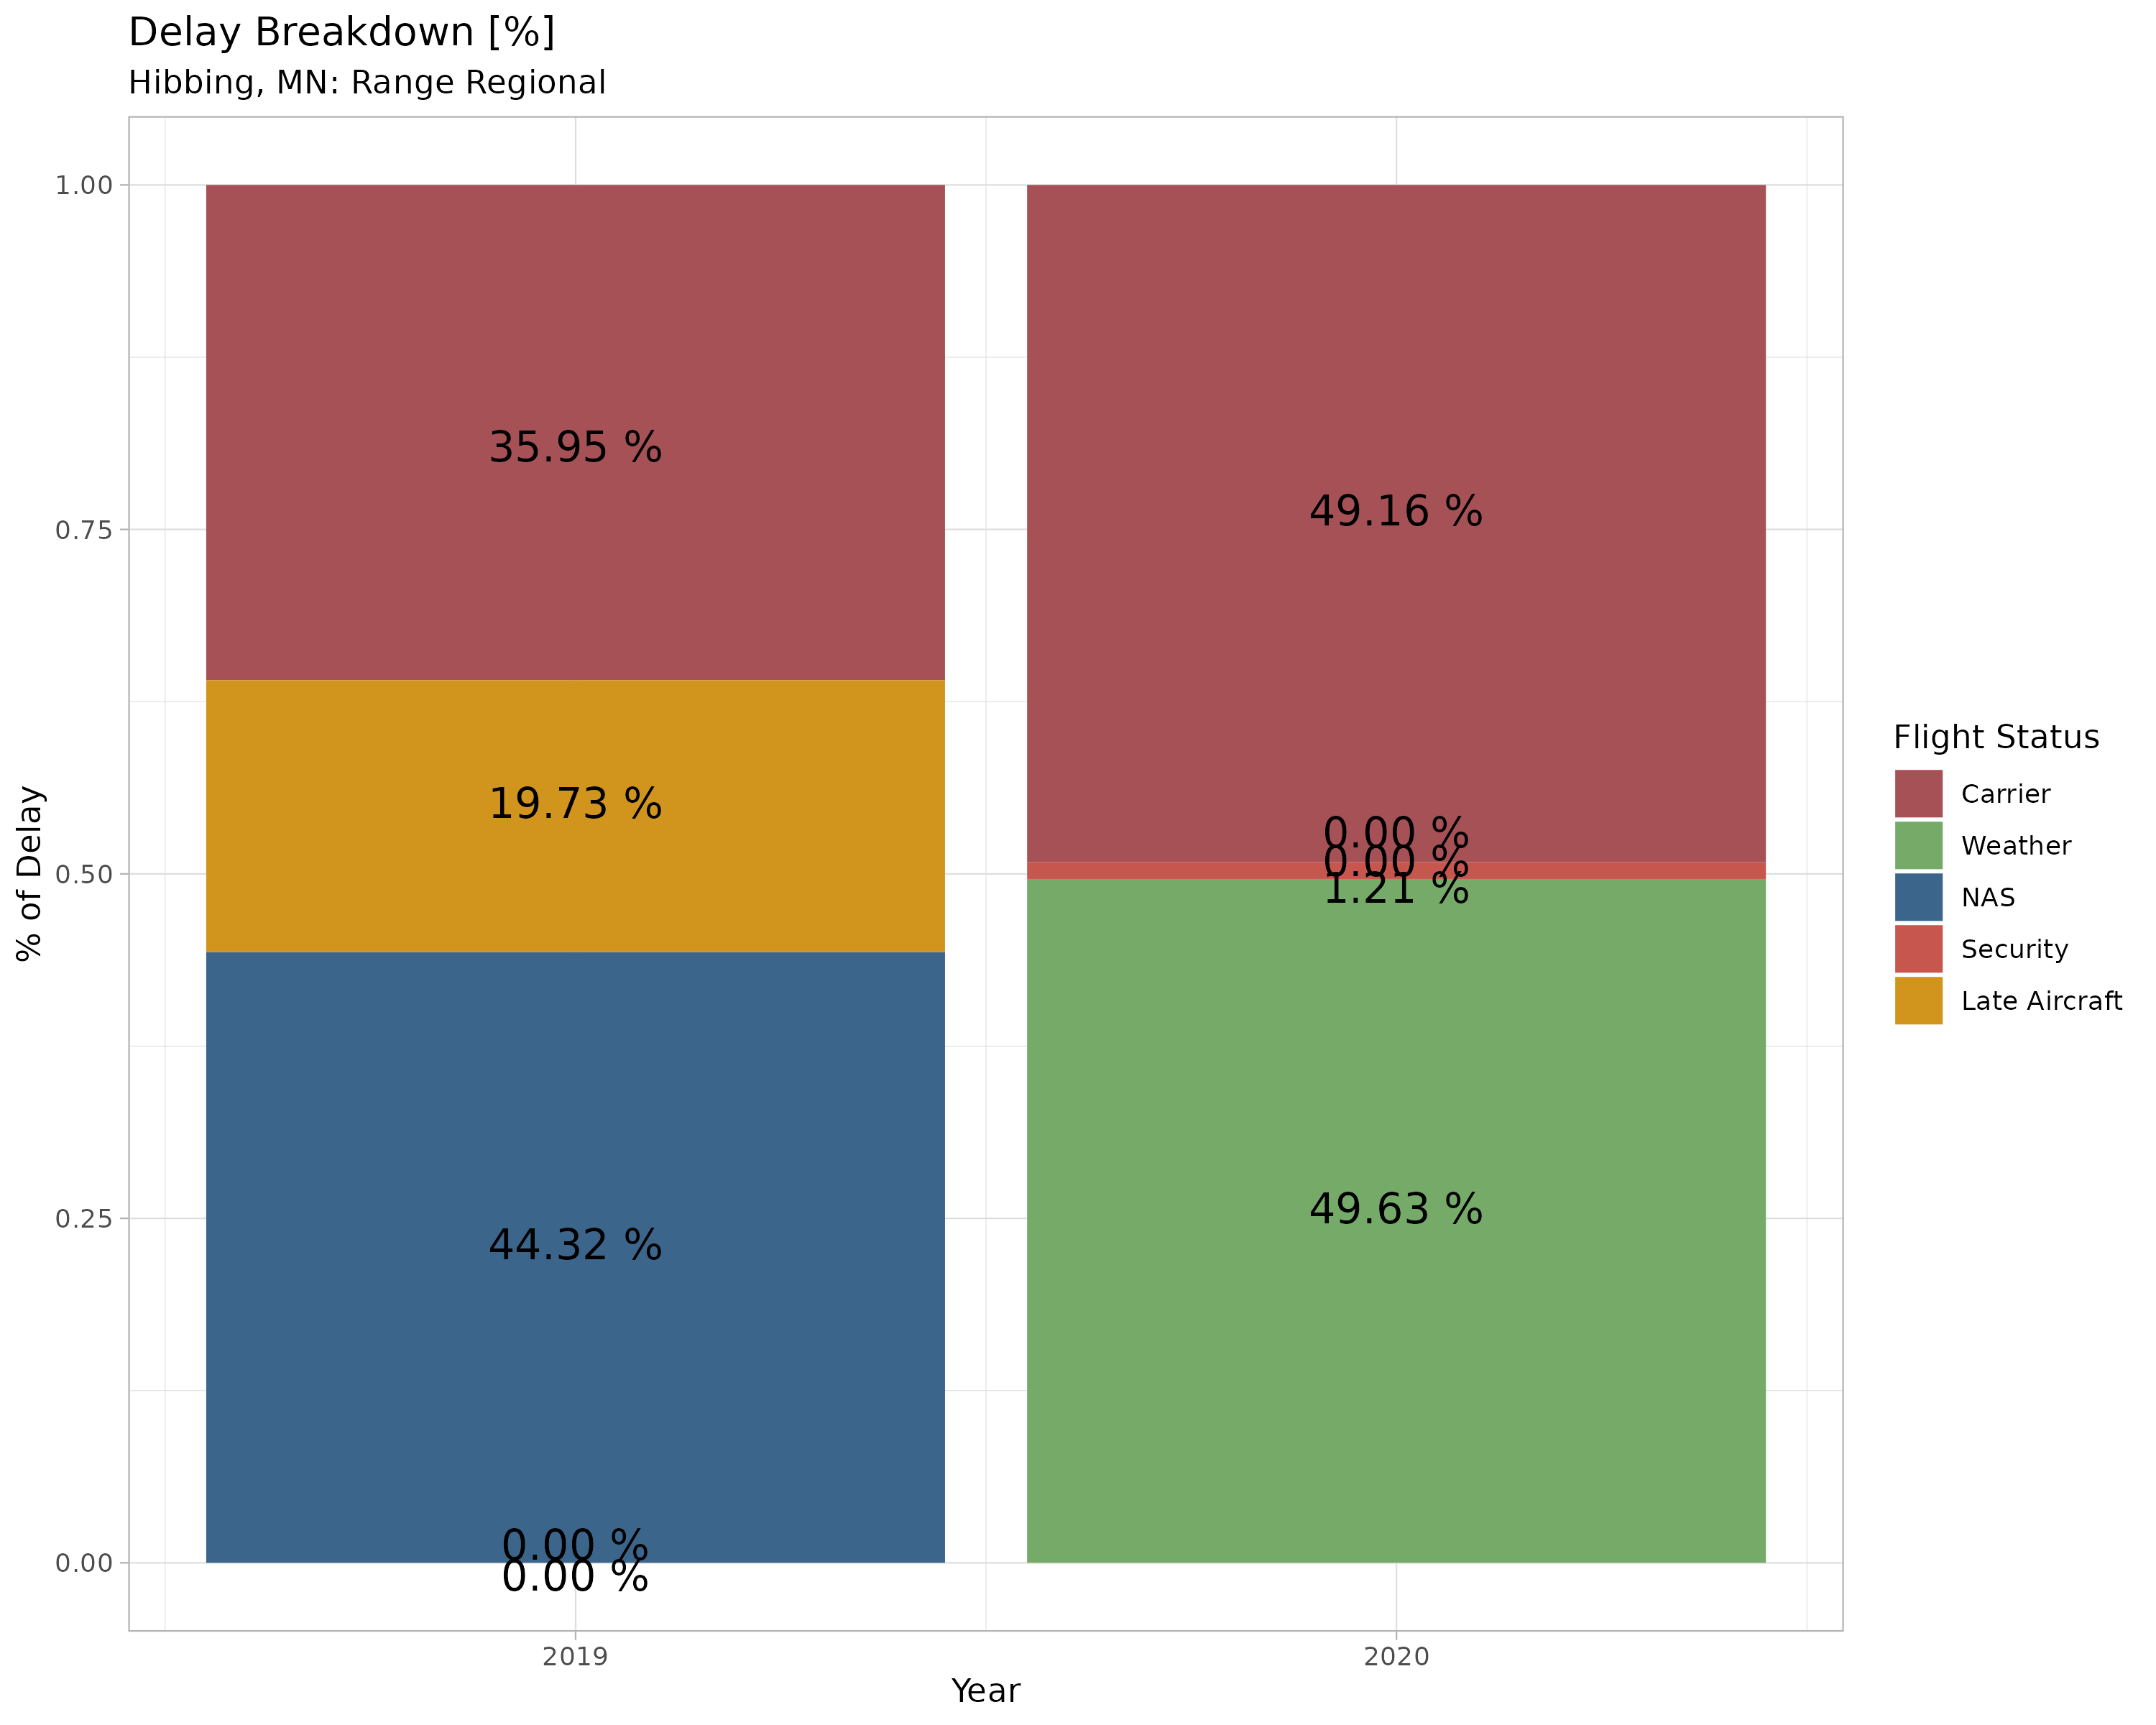 Delay Breakdown [%]
Hibbing, MN: Range Regional
% of Delay
1.00
0.75
0.50
0.25
0.00
35.95 %
19.73 %
44.32 %
0.00 %
0.00 %
49.16 %
0.00 %
0.00 %
1.21 %
49.63 %
2019
2020
Year
Flight Status
Carrier
Weather
NAS
Security
Late Aircraft